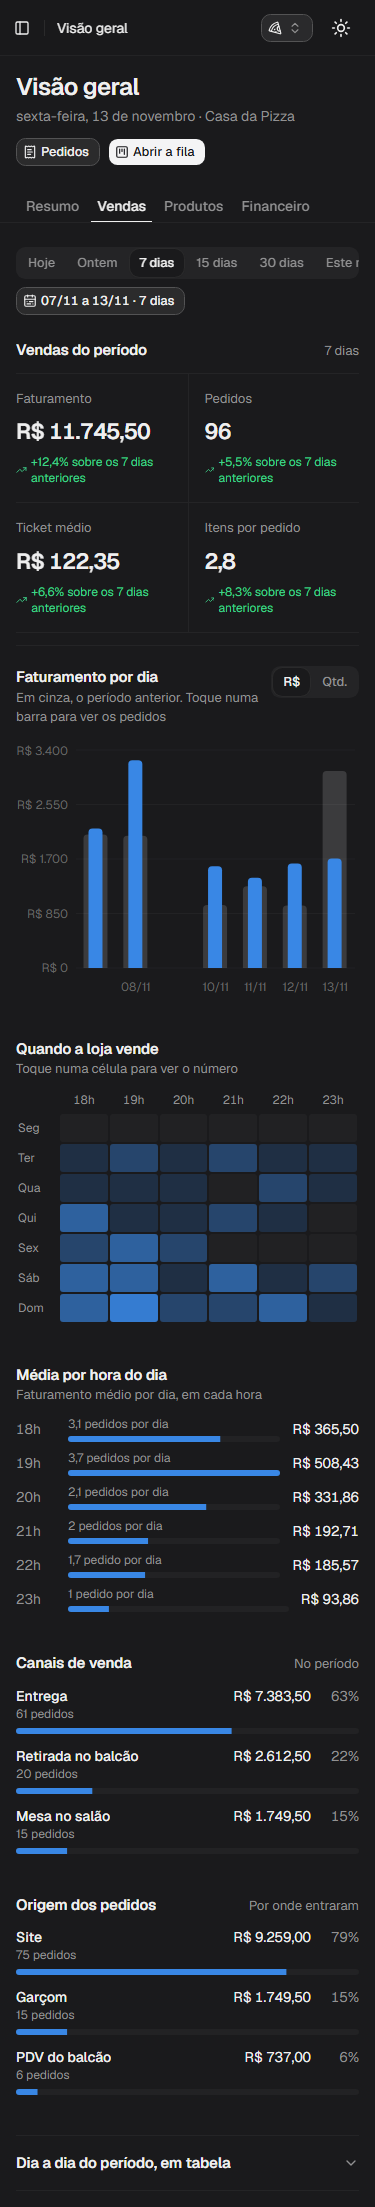 Visão geral
Visão geral
sexta-feira, 13 de novembro · Casa da Pizza
Pedidos
Abrir a fila
Resumo Vendas Produtos Financeiro
Hoje Ontem 7 dias 15 dias 30 dias Este
07/11 a 13/11 · 7 dias
Vendas do período 7 dias
Faturamento Pedidos
R$ 11.745,50 96
+12,4% sobre os 7 dias anteriores
+5,5% sobre os 7 dias anteriores
Ticket médio Itens por pedido
R$ 122,35 2,8
+6,6% sobre os 7 dias anteriores
+8,3% sobre os 7 dias anteriores
Faturamento por dia
R$ Qtd.
Em cinza, o período anterior. Toque numa
barra para ver os pedidos
R$ 3.400
R$ 2.550
R$ 1.700
R$ 850
R$ 0
08/11 10/11 11/11 12/11 13/11
Quando a loja vende
Toque numa célula para ver o número
18h 19h 20h 21h 22h 23h
Seg
Ter
Qua
Qui
Sex
Sáb
Dom
Média por hora do dia
Faturamento médio por dia, em cada hora
18h 3,1 pedidos por dia R$ 365,50
19h 3,7 pedidos por dia R$ 508,43
20h 2,1 pedidos por dia R$ 331,86
21h 2 pedidos por dia R$ 192,71
22h 1,7 pedido por dia R$ 185,57
23h 1 pedido por dia R$ 93,86
Canais de venda No período
Entrega R$ 7.383,50 63%
61 pedidos
Retirada no balcão R$ 2.612,50 22%
20 pedidos
Mesa no salão R$ 1.749,50 15%
15 pedidos
Origem dos pedidos Por onde entraram
Site R$ 9.259,00 79%
75 pedidos
Garçom R$ 1.749,50 15%
15 pedidos
PDV do balcão R$ 737,00 6%
6 pedidos
Dia a dia do período, em tabela